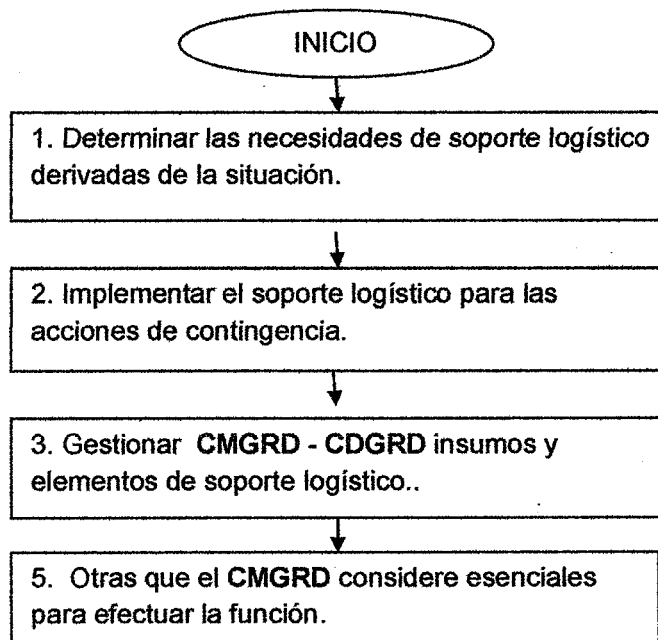 INICIO
1. Determinar las necesidades de soporte logístico
derivadas de la situación.
2. Implementar el soporte logístico para las
acciones de contingencia.
3. Gestionar CMGRD - CDGRD insumos y
elementos de soporte logístico..
5. Otras que el CMGRD considere esenciales
para efectuar la función.